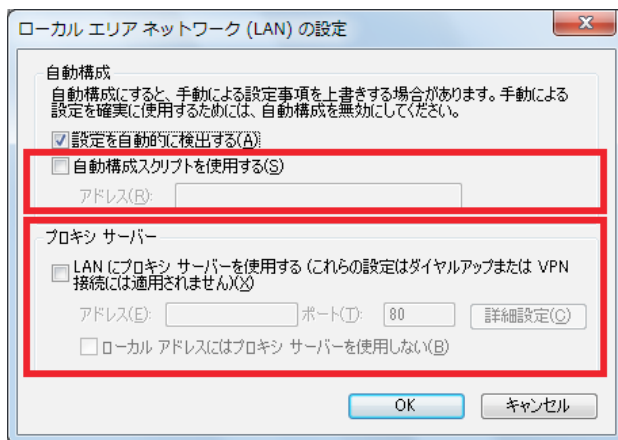 ローカル エリア ネットワーク (LAN) の設定
自動構成
自動構成にすると、手動による設定事項を上書きする場合があります。手動による
設定を確実に使用するためには、自動構成を無効にしてください。
設定を自動的に検出する(A)
自動構成スクリプトを使用する(S)
アドレス(R):
プロキシ サーバー
LAN にプロキシ サーバーを使用する (これらの設定はダイヤルアップまたは VPN
接続には適用されません)(X)
アドレス(E): ポート(T): 80 詳細設定(C)
ローカル アドレスにはプロキシ サーバーを使用しない(B)
OK キャンセル